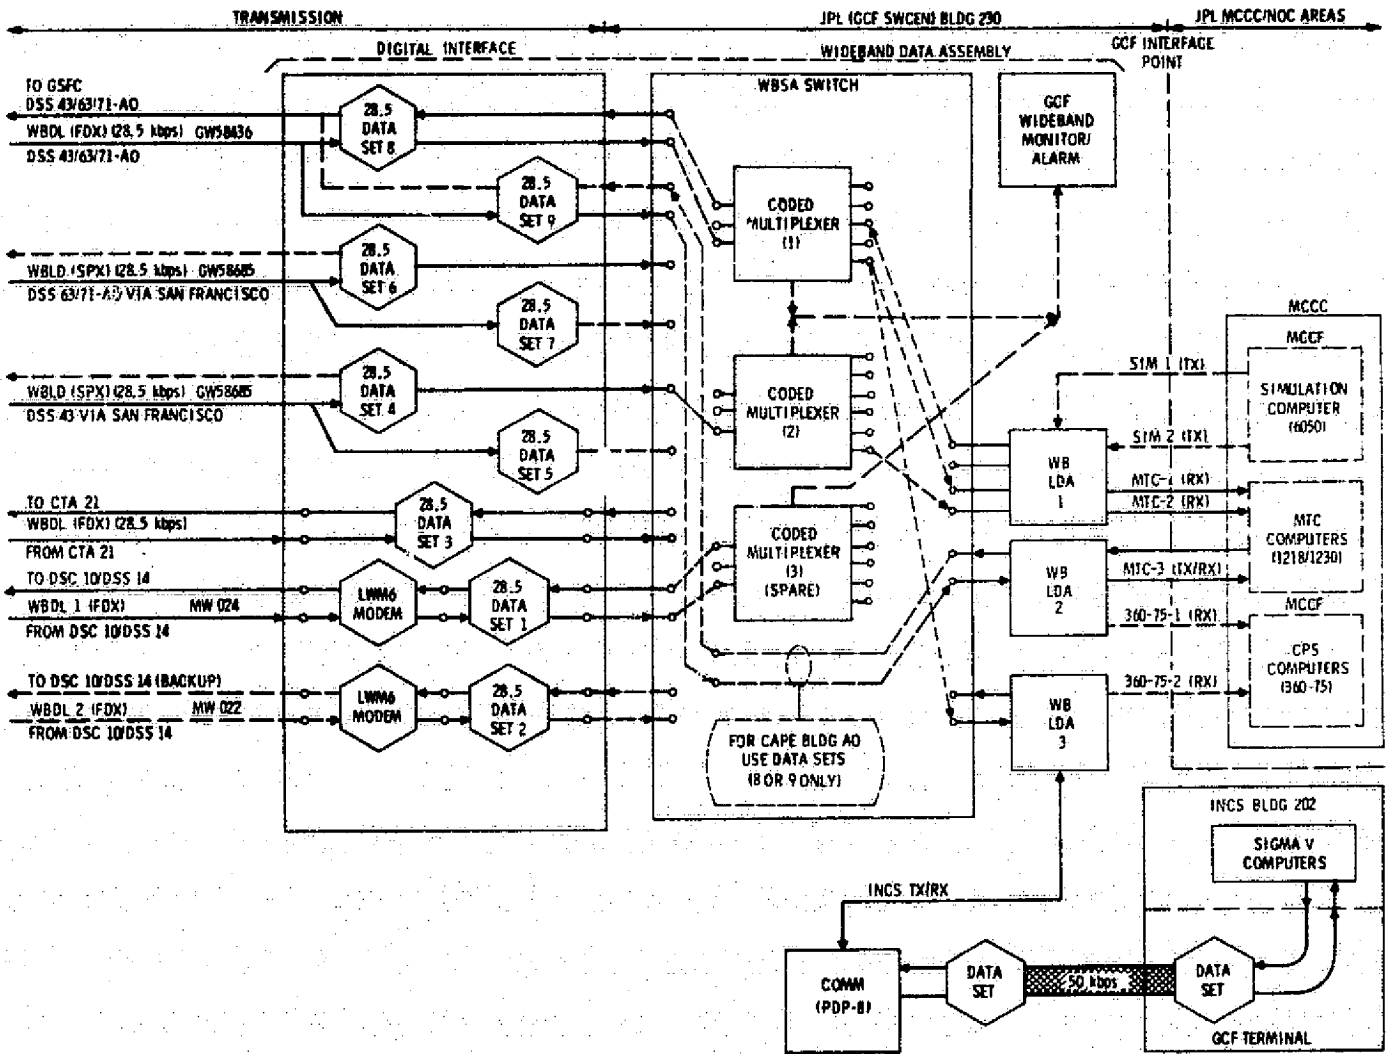 TRANSMISSION
JPL (GCF SWCEN) BLDG 230
JPL MCCC/NOC AREAS
DIGITAL INTERFACE
WIDEBAND DATA ASSEMBLY
GCF INTERFACE
POINT
TO GSFC
DSS 43/63/71-AO
WBDL (FDX) (28.5 kbps) GW58436
DSS 43/63/71-AO
28.5
DATA
SET 8
28.5
DATA
SET 9
WBLD (SPX) (28.5 kbps) GW58685
DSS 63/71-AO VIA SAN FRANCISCO
28.5
DATA
SET 6
28.5
DATA
SET 7
WBLD (SPX) (28.5 kbps) GW58685
DSS 43 VIA SAN FRANCISCO
28.5
DATA
SET 4
28.5
DATA
SET 5
TO CTA 21
WBDL (FDX) (28.5 kbps)
FROM CTA 21
28.5
DATA
SET 3
TO DSC 10/DSS 14
WBDL 1 (FDX) MW 024
FROM DSC 10/DSS 14
LWM6
MODEM
28.5
DATA
SET 1
TO DSC 10/DSS 14 (BACKUP)
WBDL 2 (FDX) MW 022
FROM DSC 10/DSS 14
LWM6
MODEM
28.5
DATA
SET 2
WBSA SWITCH
CODED
MULTIPLEXER
(1)
CODED
MULTIPLEXER
(2)
CODED
MULTIPLEXER
(3)
(SPARE)
FOR CAPE BLDG AO
USE DATA SETS
(8 OR 9 ONLY)
GCF
WIDEBAND
MONITOR/
ALARM
WB
LDA
1
WB
LDA
2
WB
LDA
3
SIM 1 (TX)
SIM 2 (TX)
MTC-1 (RX)
MTC-2 (RX)
MTC-3 (TX/RX)
360-75-1 (RX)
360-75-2 (RX)
MCCC
MCCF
SIMULATION
COMPUTER
(6050)
MTC
COMPUTERS
(1218/1230)
MCCF
CPS
COMPUTERS
(360-75)
INCS BLDG 202
SIGMA V
COMPUTERS
INCS TX/RX
COMM
(PDP-8)
DATA
SET
50 kbps
DATA
SET
GCF TERMINAL